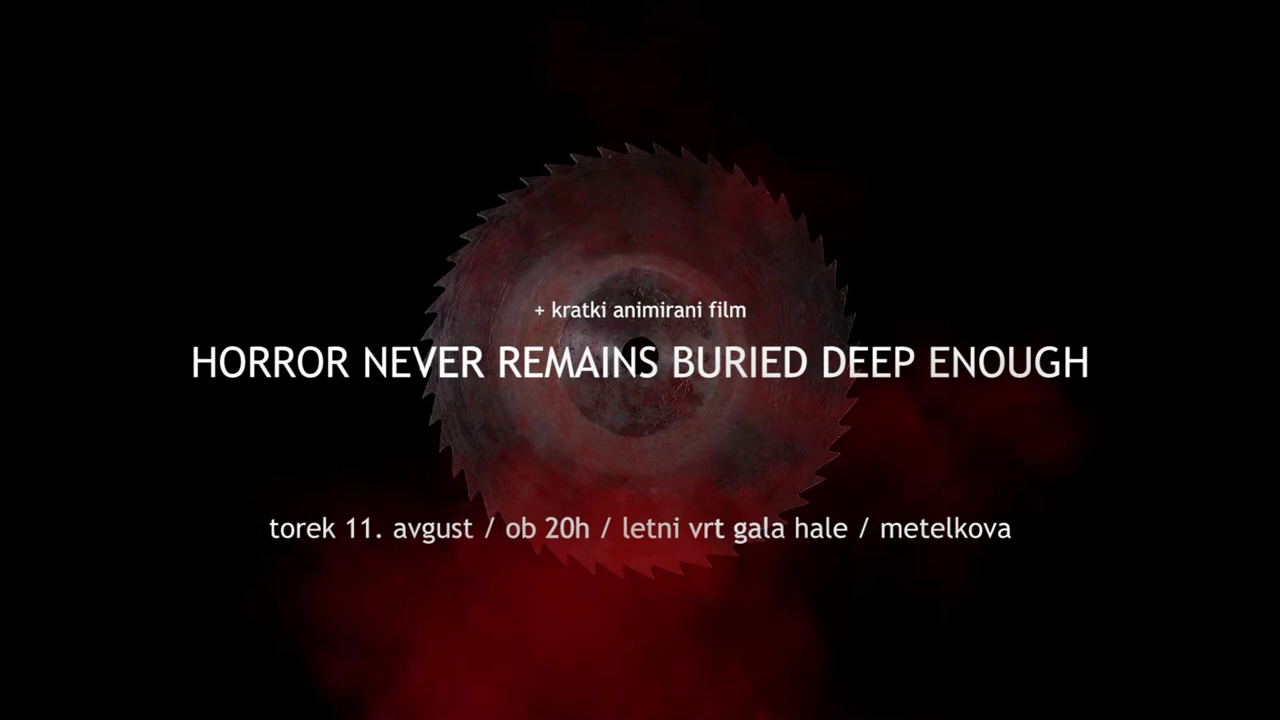 + kratki animirani film
HORROR NEVER REMAINS BURIED DEEP ENOUGH
torek 11. avgust / ob 20h / letni vrt gala hale / metelkova